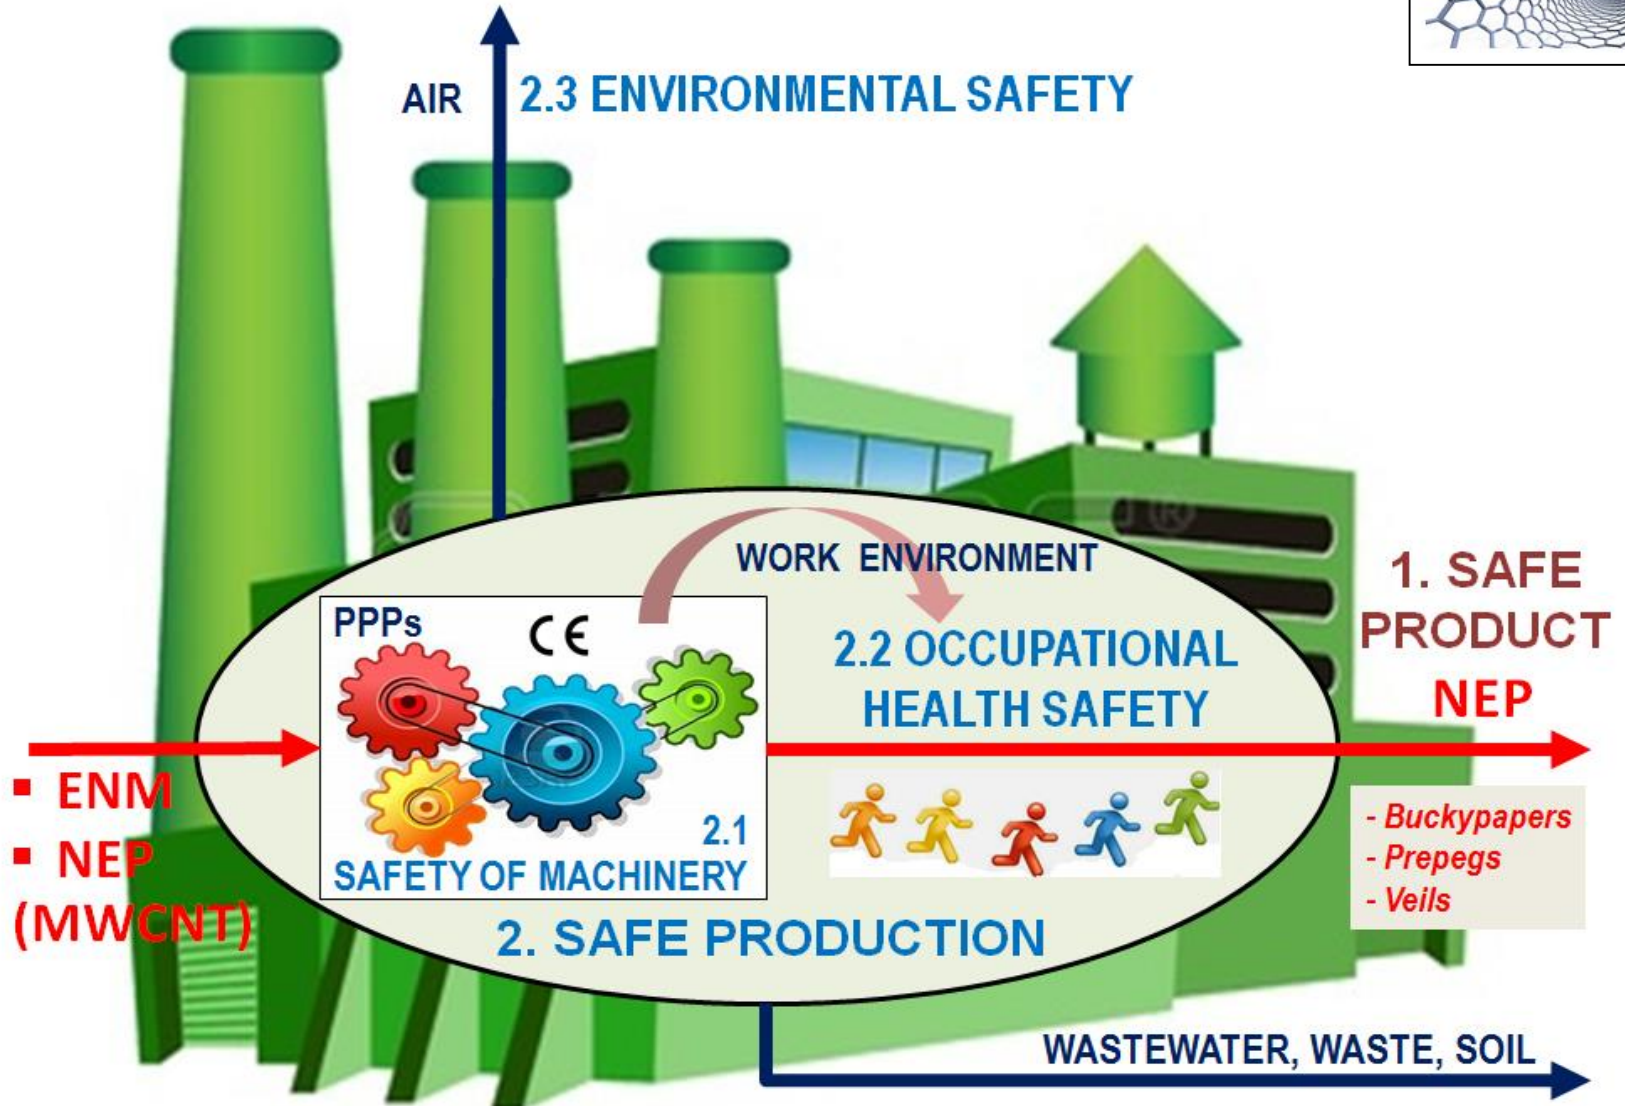 AIR
2.3 ENVIRONMENTAL SAFETY
WORK ENVIRONMENT
PPPs
CE
2.2 OCCUPATIONAL
HEALTH SAFETY
2.1
SAFETY OF MACHINERY
2. SAFE PRODUCTION
▪ ENM
▪ NEP
(MWCNT)
1. SAFE
PRODUCT
NEP
- Buckypapers
- Prepegs
- Veils
WASTEWATER, WASTE, SOIL